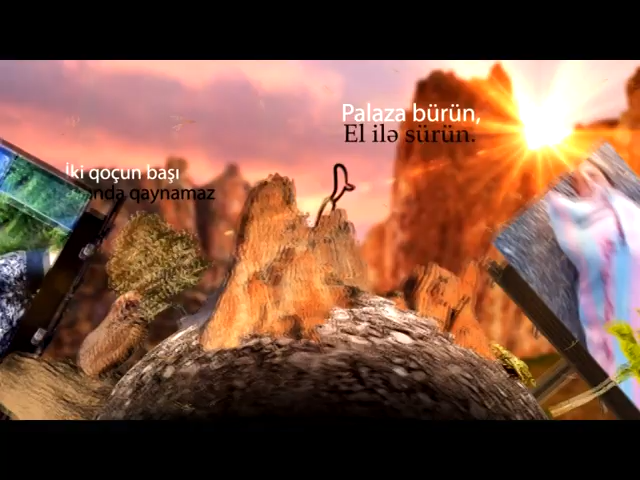 Palaza bürün,
El ilə sürün.
İki qoçun başı
qaynamaz